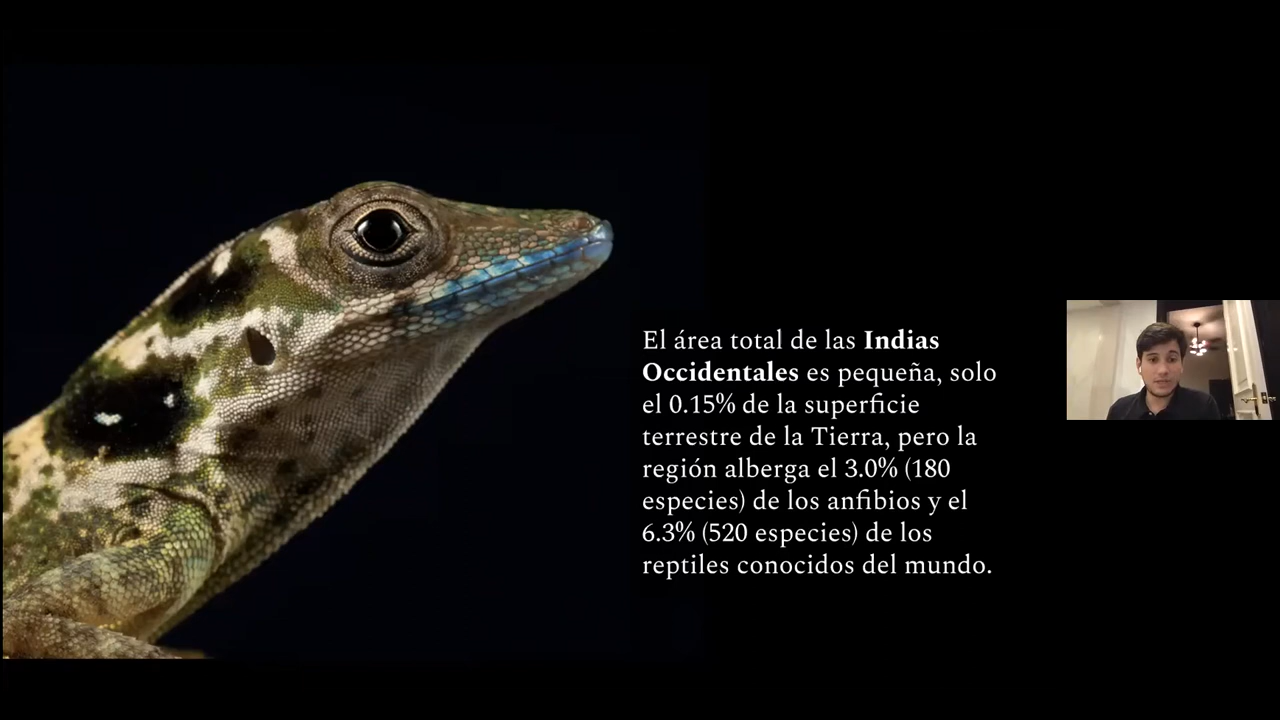 El área total de las Indias
Occidentales es pequeña, solo
el 0.15% de la superficie
terrestre de la Tierra, pero la
región alberga el 3.0% (180
especies) de los anfibios y el
6.3% (520 especies) de los
reptiles conocidos del mundo.